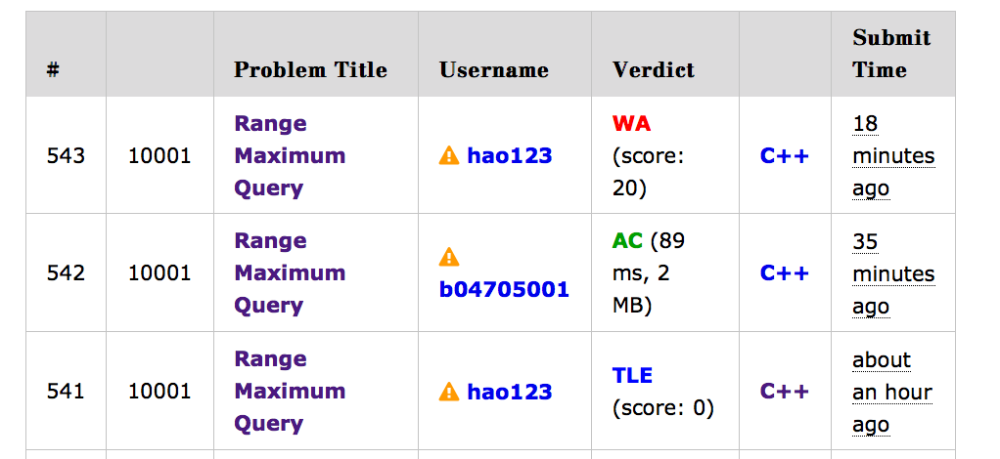 # Problem Title Username Verdict Submit Time
543 10001 Range Maximum Query hao123 WA (score: 20) C++ 18 minutes ago
542 10001 Range Maximum Query b04705001 AC (89 ms, 2 MB) C++ 35 minutes ago
541 10001 Range Maximum Query hao123 TLE (score: 0) C++ about an hour ago